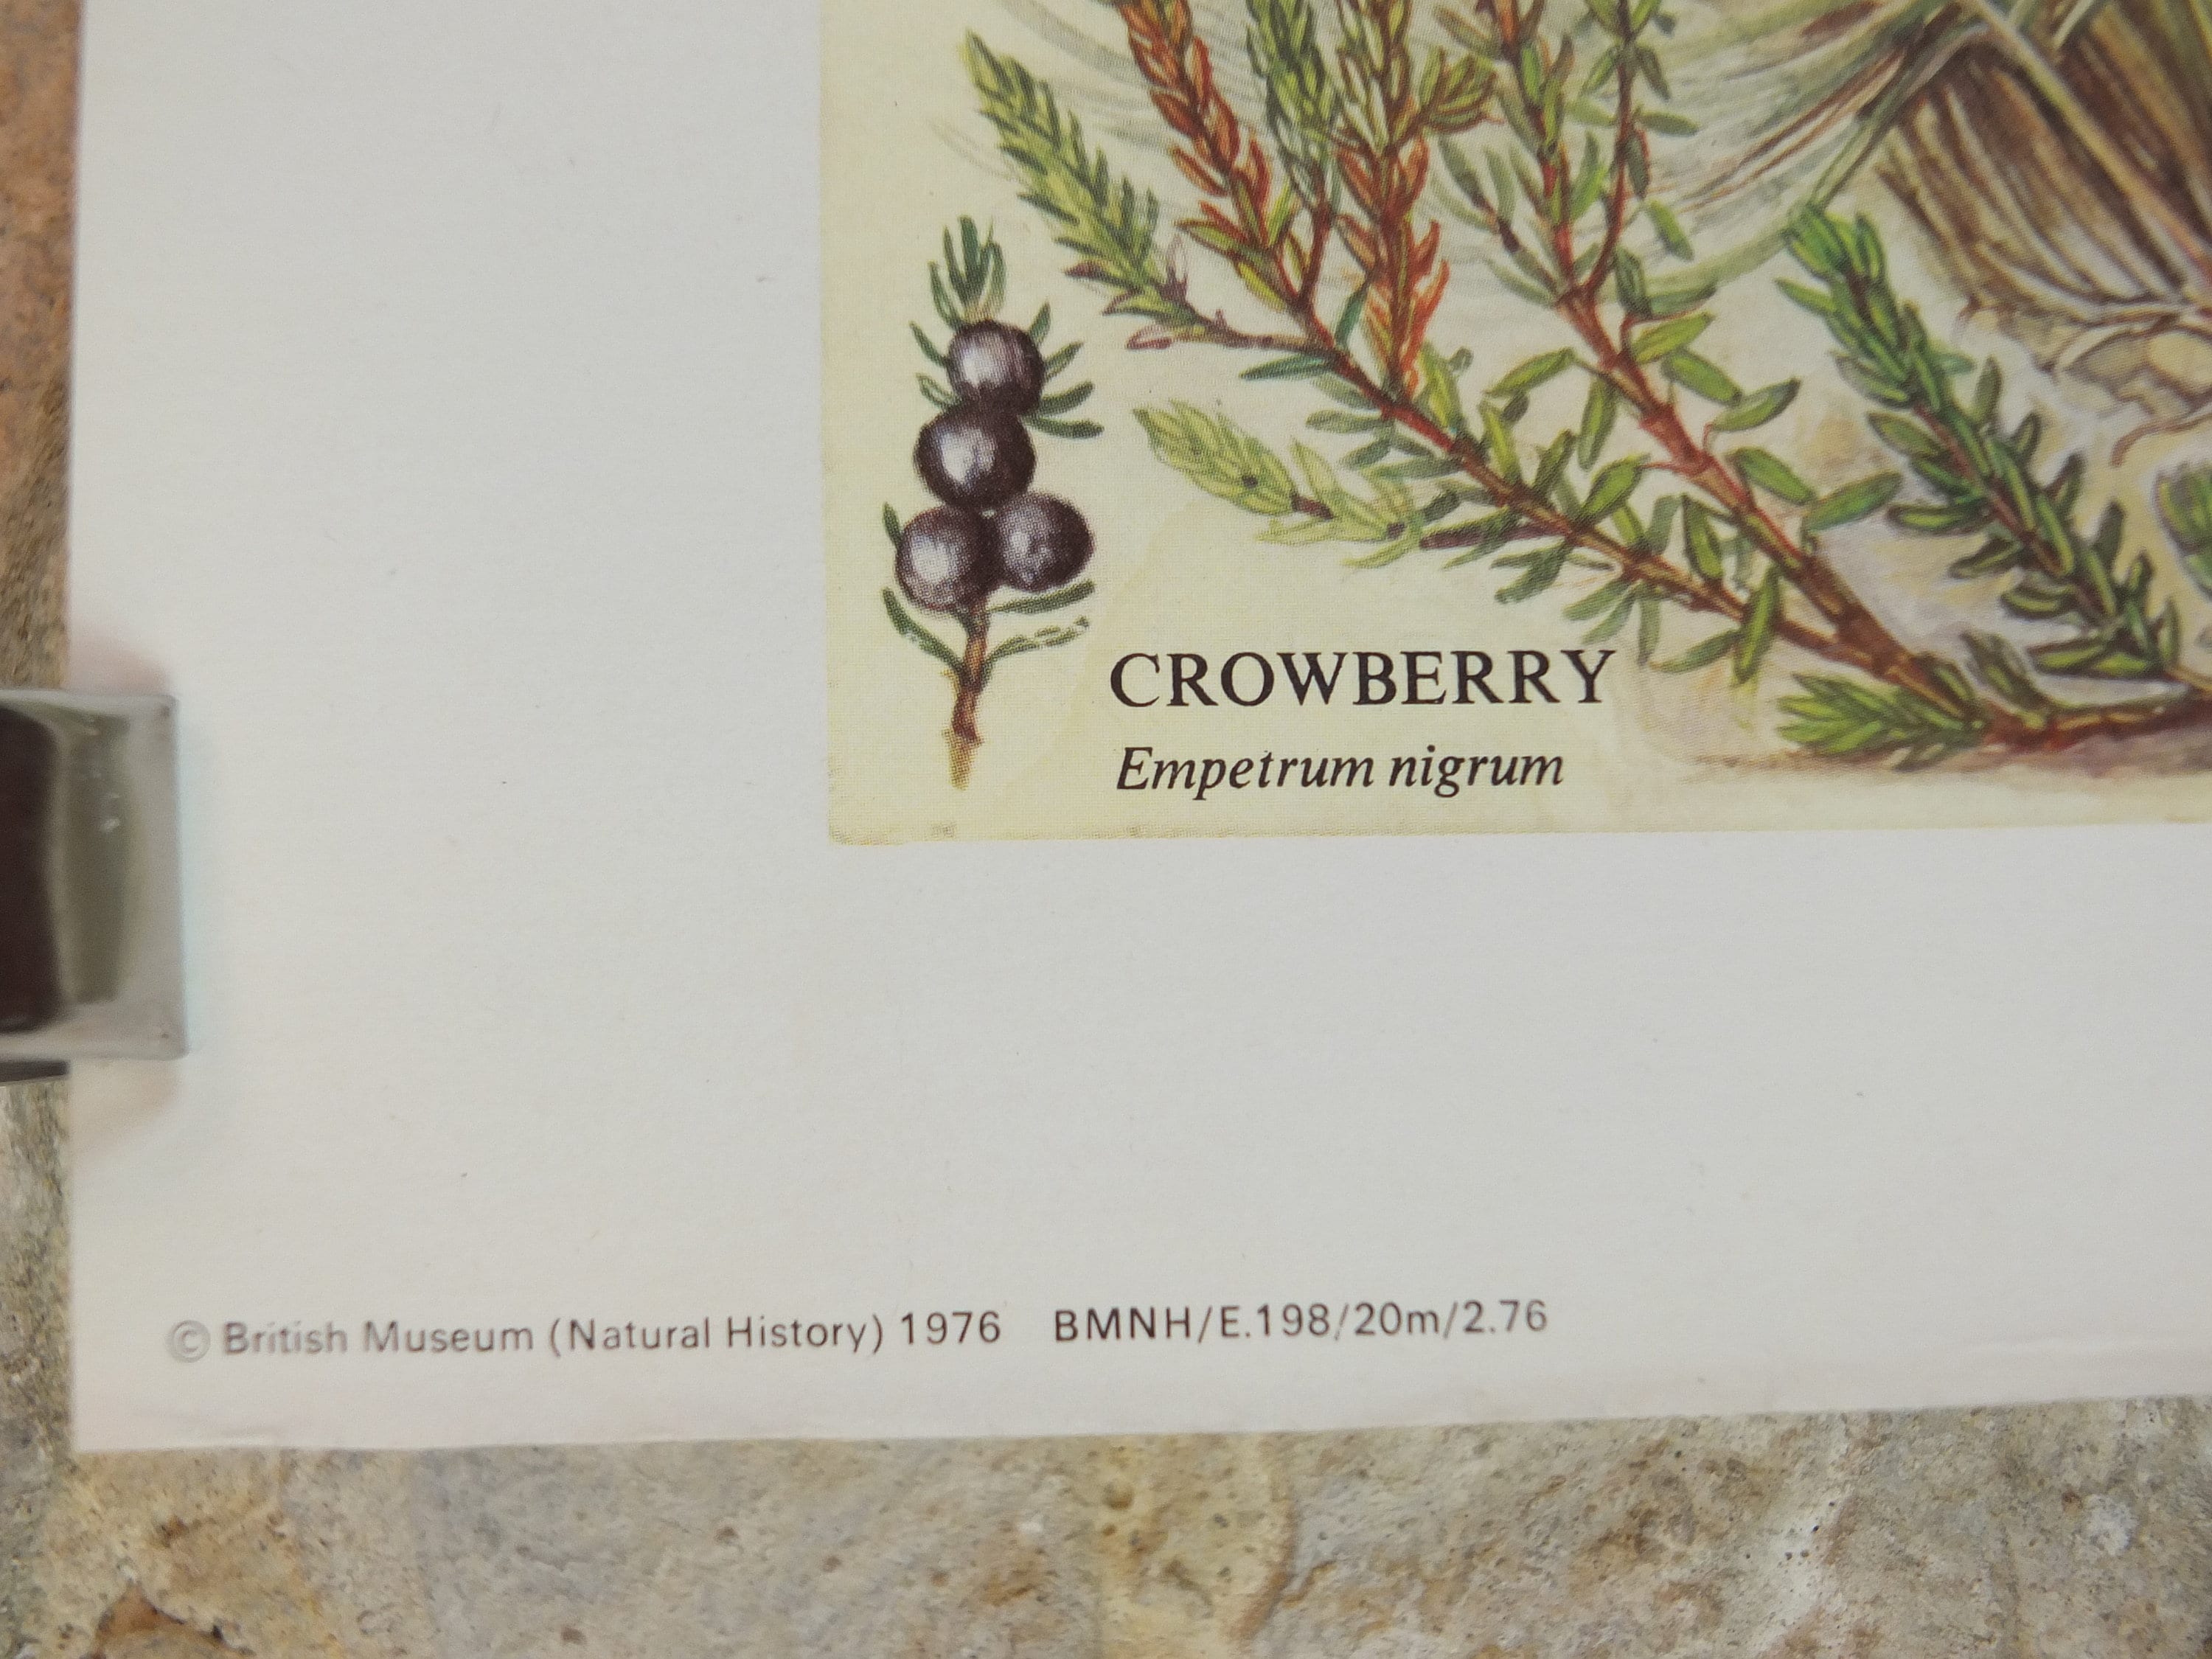 CROWBERRY
Empetrum nigrum
© British Museum (Natural History) 1976 BMNH/E.198/20m/2.76